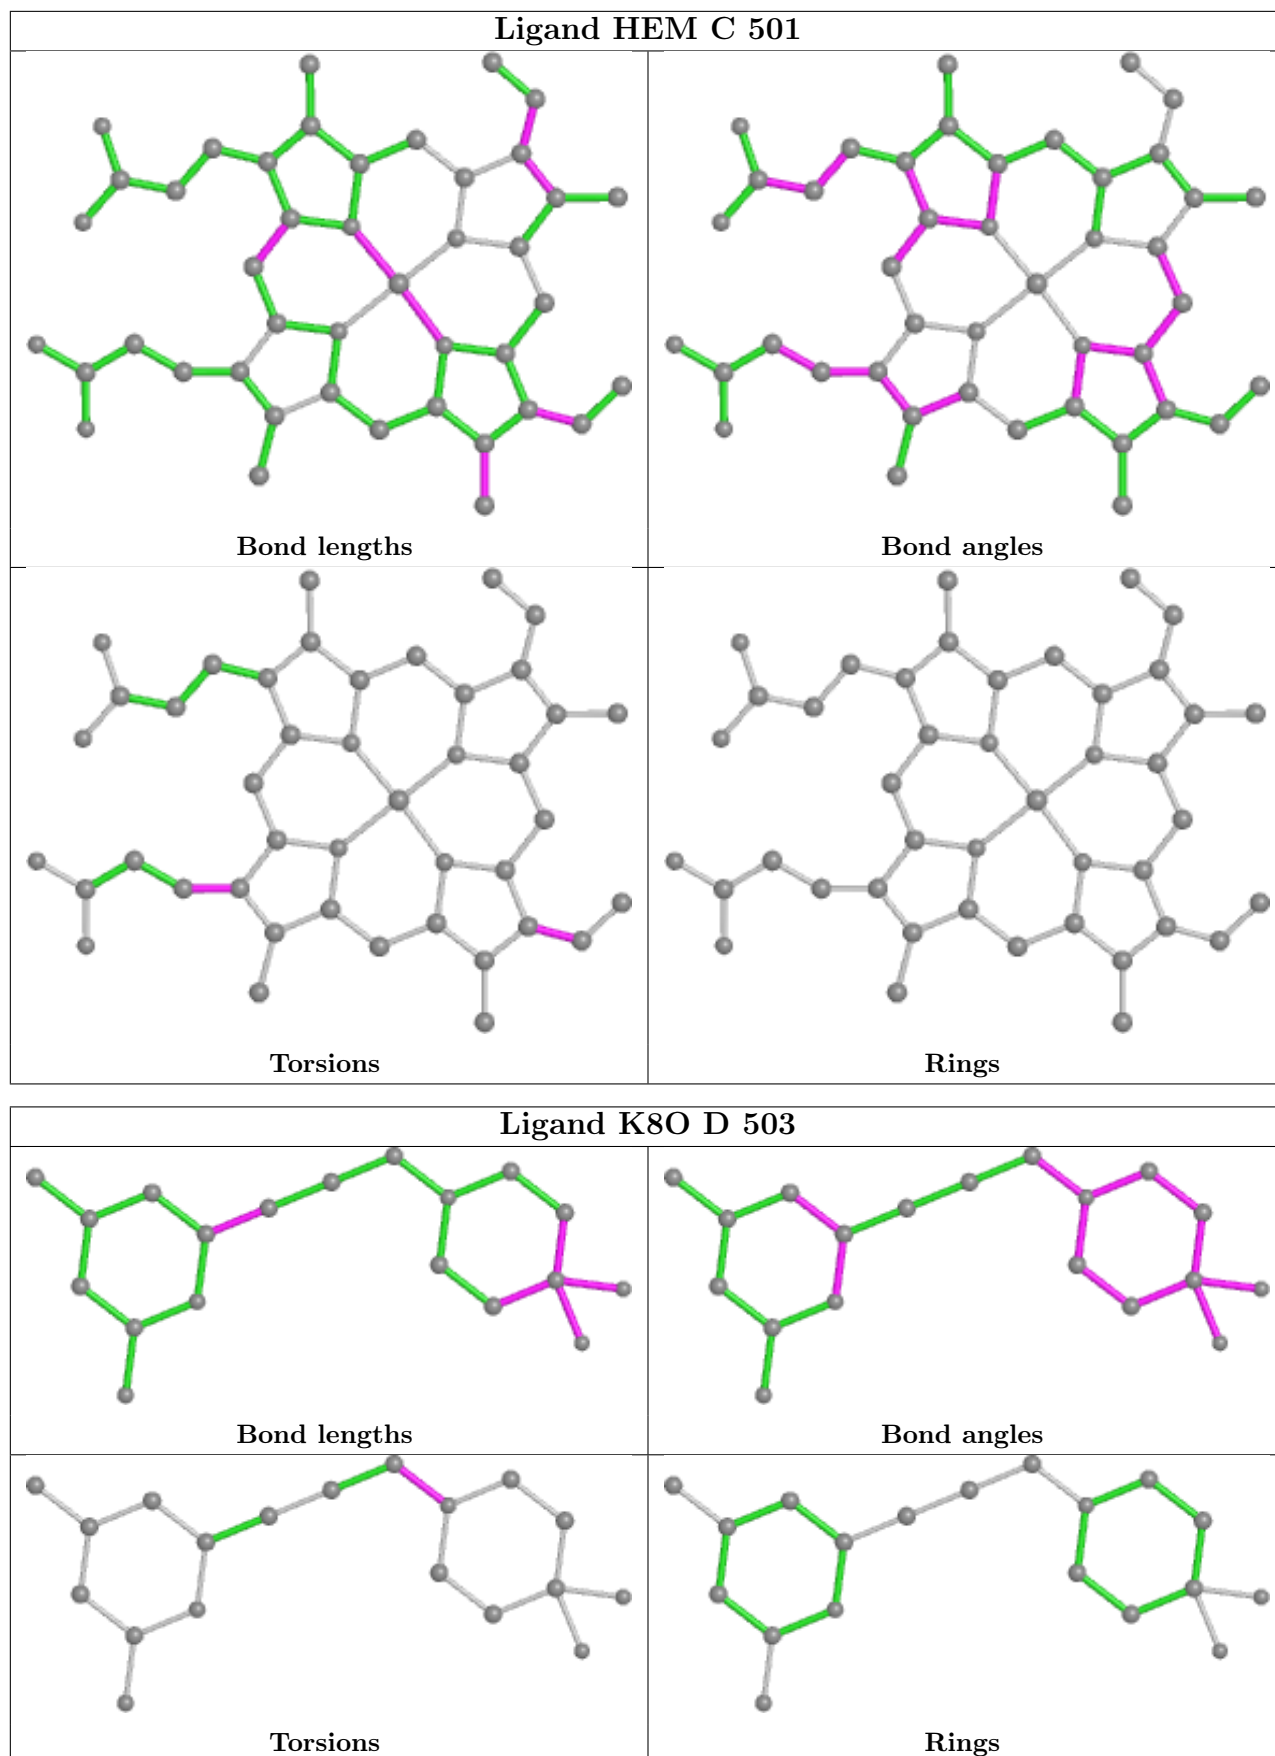 Ligand HEM C 501
Bond lengths
Bond angles
Torsions
Rings
Ligand K8O D 503
Bond lengths
Bond angles
Torsions
Rings